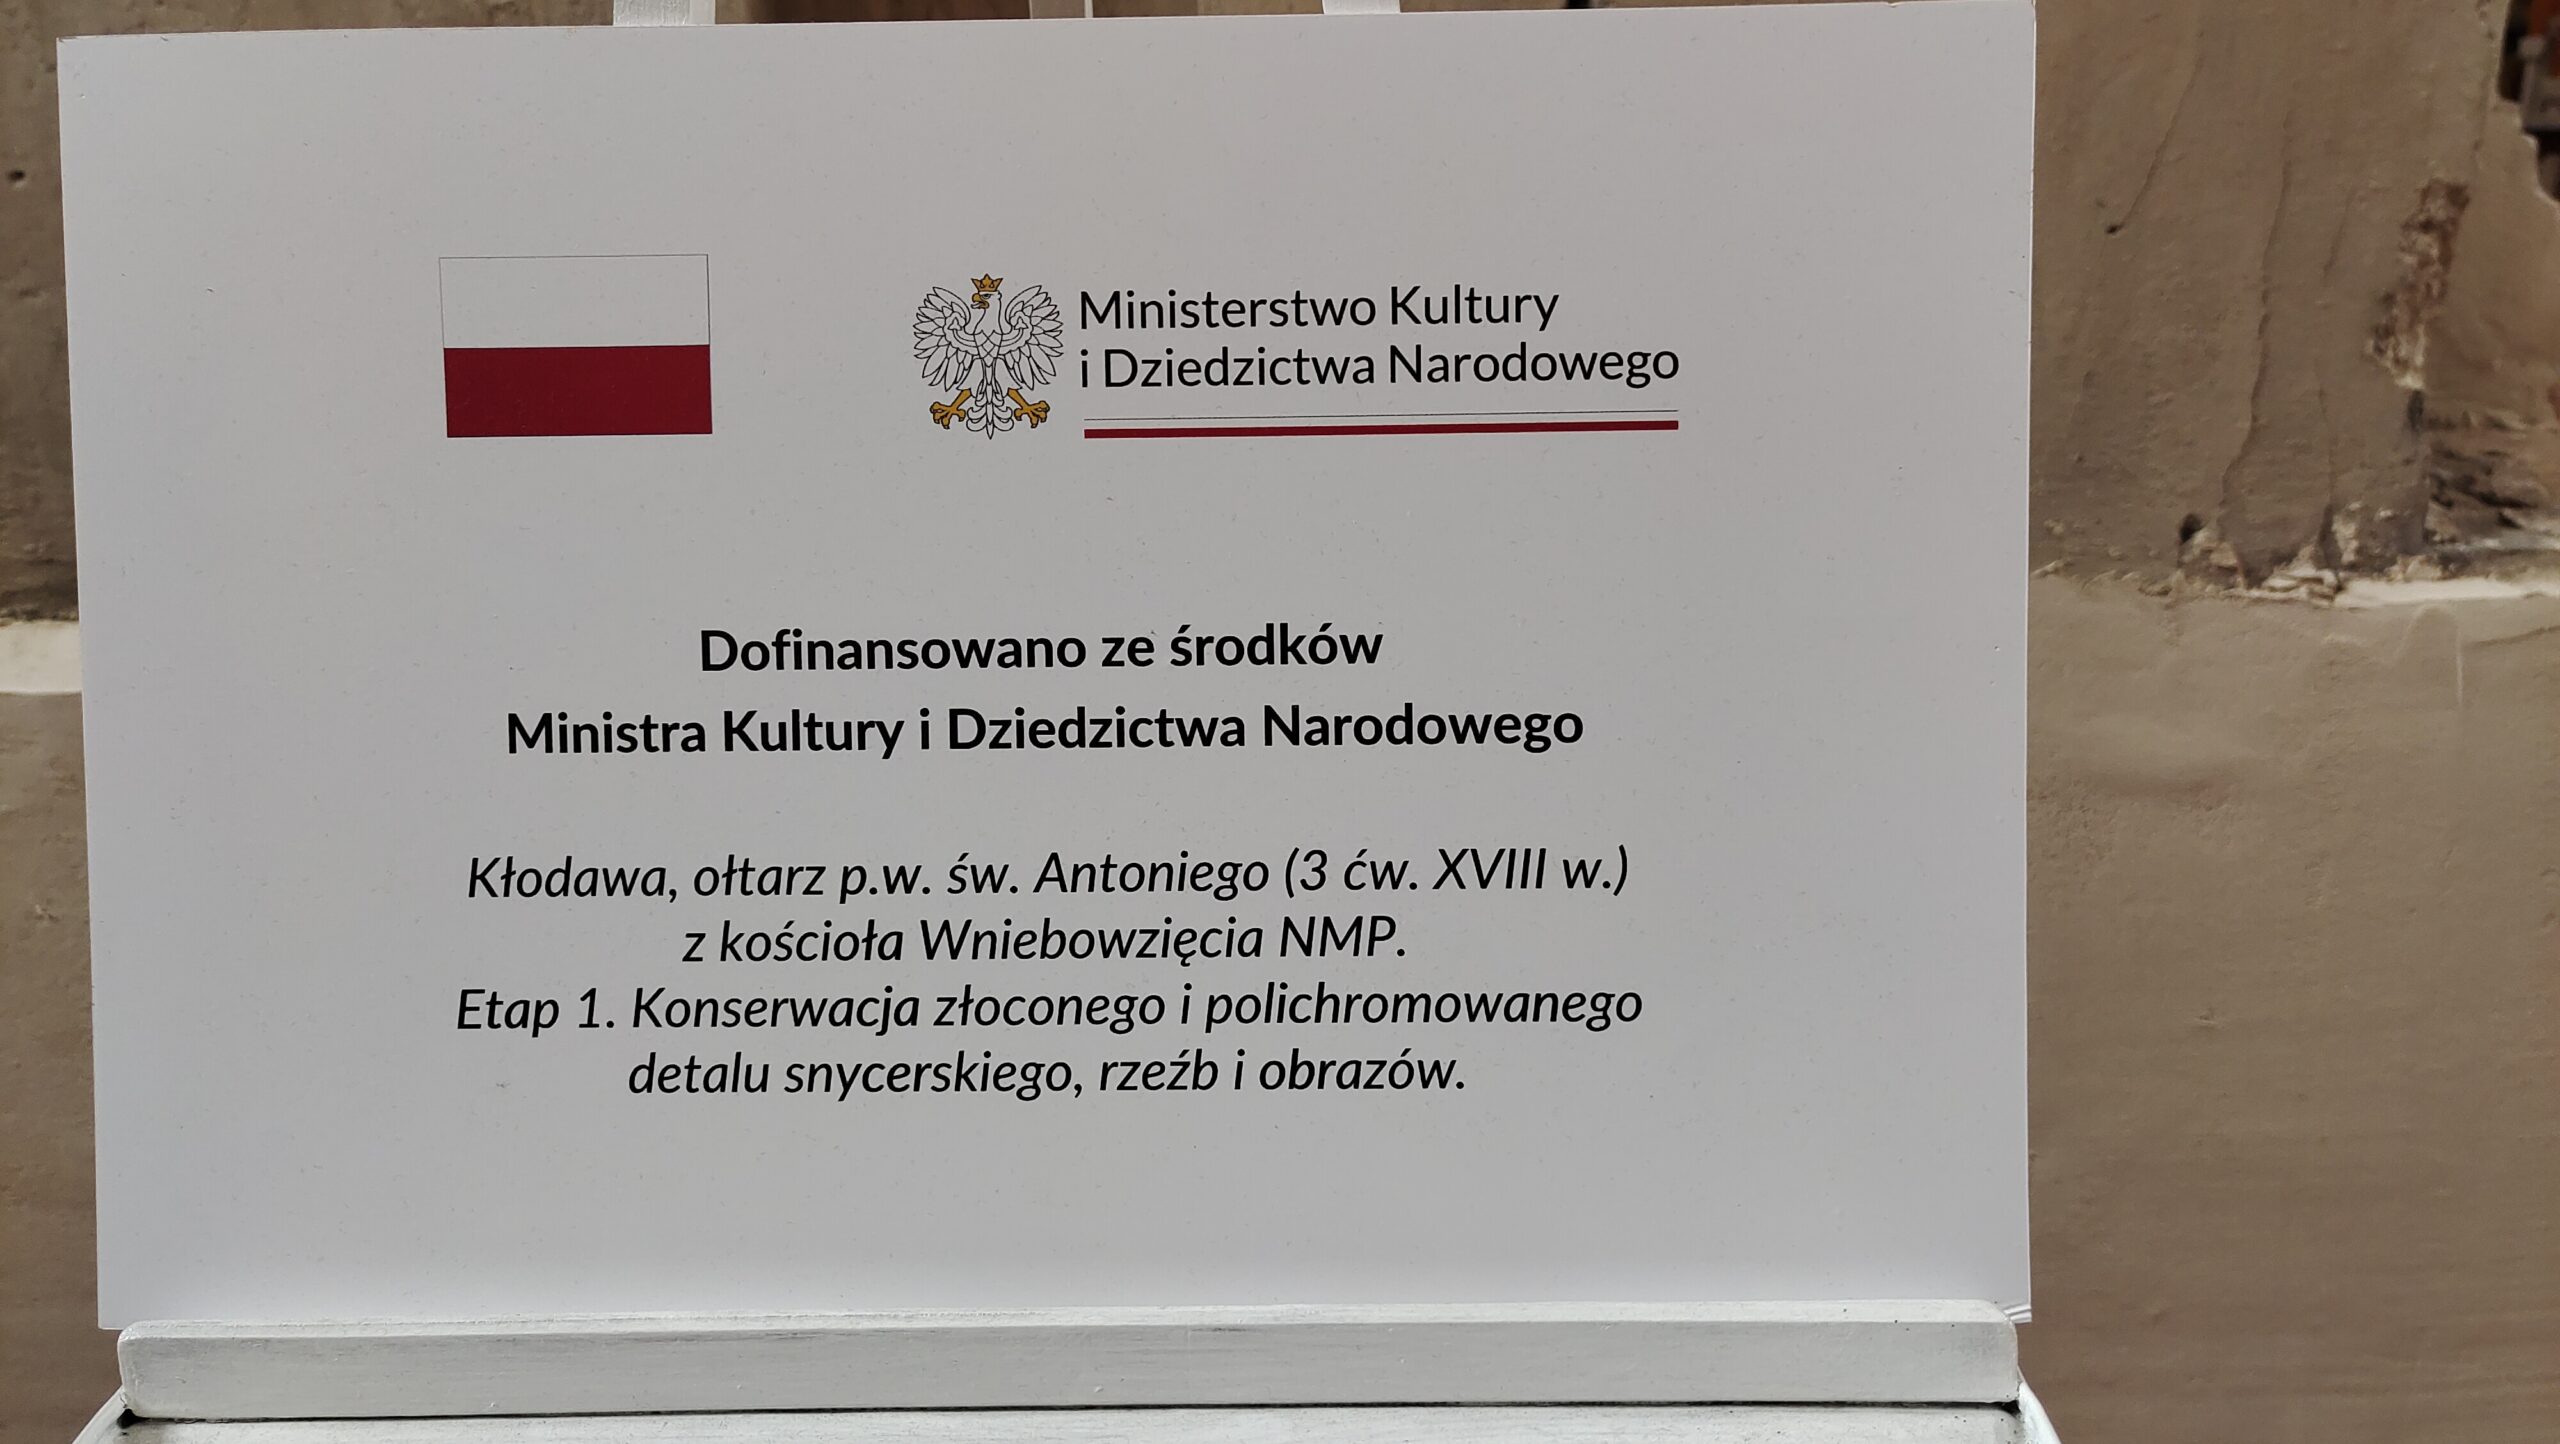 Ministerstwo Kultury
i Dziedzictwa Narodowego
Dofinansowano ze środków
Ministra Kultury i Dziedzictwa Narodowego
Kłodawa, ołtarz p.w. św. Antoniego (3 ćw. XVIII w.)
z kościoła Wniebowzięcia NMP.
Etap 1. Konserwacja złoconego i polichromowanego
detalu snycerskiego, rzeźb i obrazów.